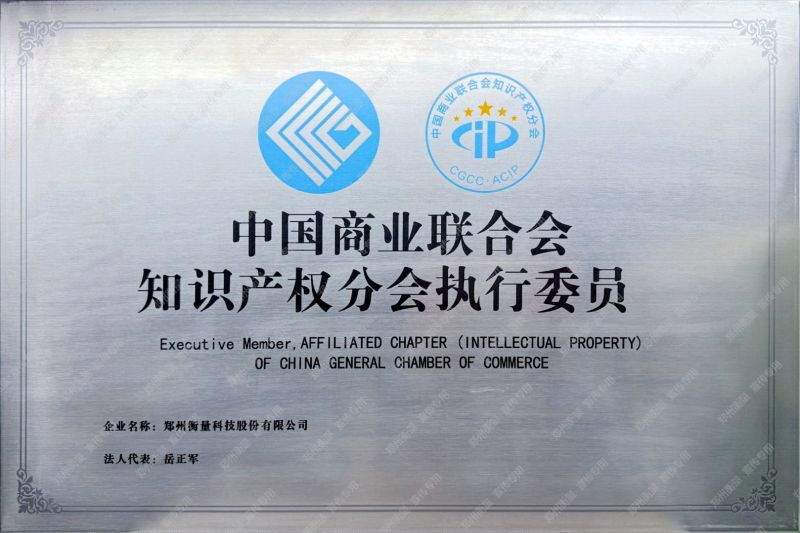 中国商业联合会知识产权分会
CIP
CGCC·ACIP
中国商业联合会
知识产权分会执行委员
Executive Member, AFFILIATED CHAPTER (INTELLECTUAL PROPERTY)
OF CHINA GENERAL CHAMBER OF COMMERCE
企业名称：郑州衡量科技股份有限公司
法人代表：岳正军